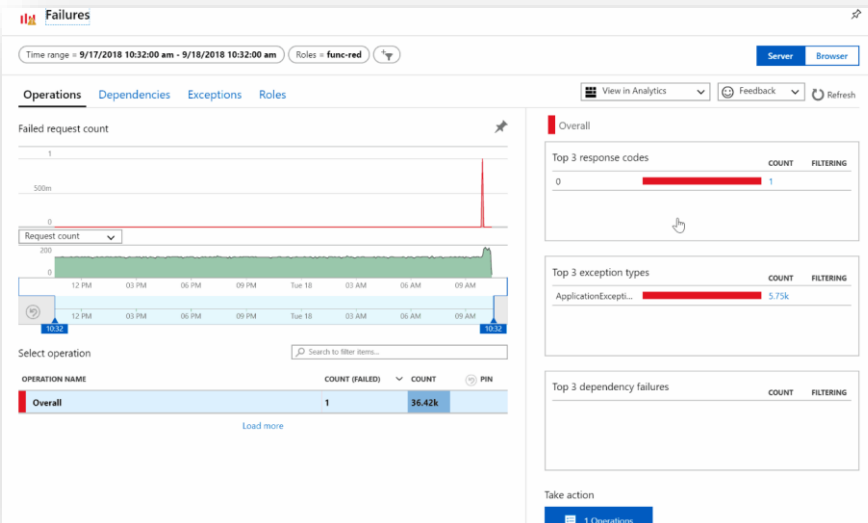 Failures
Time range = 9/17/2018 10:32:00 am - 9/18/2018 10:32:00 am
Roles = func-red
Server
Browser
Operations
Dependencies
Exceptions
Roles
View in Analytics
Feedback
Refresh
Failed request count
1
500m
0
Request count
200
0
12 PM 03 PM 06 PM 09 PM Tue 18 03 AM 06 AM 09 AM
12 PM 03 PM 06 PM 09 PM Tue 18 03 AM 06 AM 09 AM
10:32 10:32
Select operation
Search to filter items...
OPERATION NAME COUNT (FAILED) COUNT PIN
Overall 1 36.42k
Load more
Overall
Top 3 response codes COUNT FILTERING
0 1
Top 3 exception types COUNT FILTERING
ApplicationExcepti... 5.75k
Top 3 dependency failures COUNT FILTERING
Take action
1 Operations